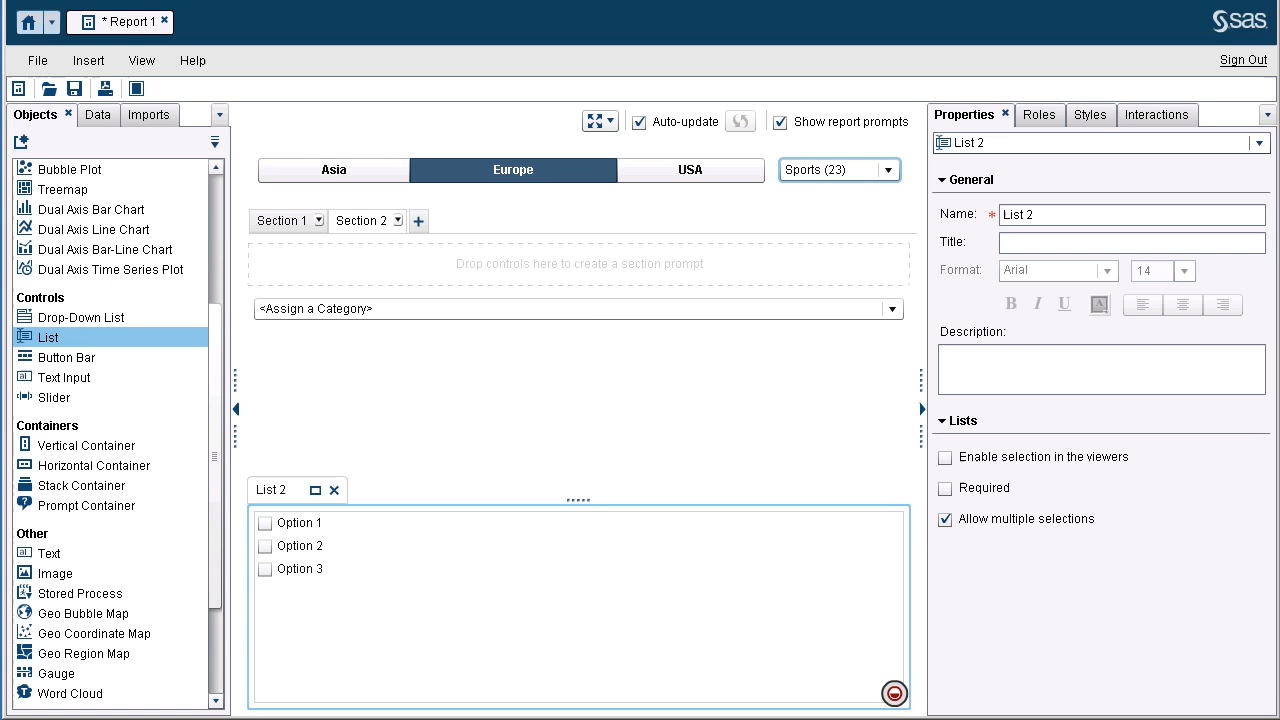 * Report 1
sas
File Insert View Help
Sign Out
Objects Data Imports
Auto-update
Show report prompts
Properties Roles Styles Interactions
List 2
Bubble Plot
Treemap
Dual Axis Bar Chart
Dual Axis Line Chart
Dual Axis Bar-Line Chart
Dual Axis Time Series Plot
Controls
Drop-Down List
List
Button Bar
Text Input
Slider
Containers
Vertical Container
Horizontal Container
Stack Container
Prompt Container
Other
Text
Image
Stored Process
Geo Bubble Map
Geo Coordinate Map
Geo Region Map
Gauge
Word Cloud
Asia Europe USA Sports (23)
Section 1 Section 2 +
Drop controls here to create a section prompt
<Assign a Category>
List 2
Option 1
Option 2
Option 3
General
Name: * List 2
Title:
Format: Arial 14
B I U A
Description:
Lists
Enable selection in the viewers
Required
Allow multiple selections